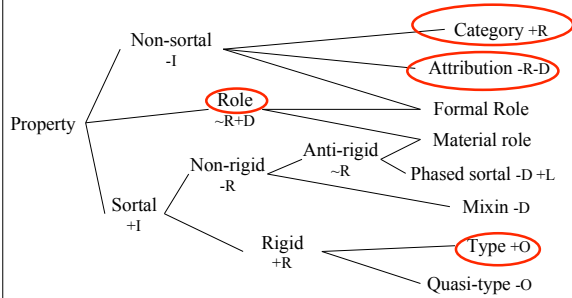 Non-sortal
-I
Category +R
Attribution -R-D
Role
~R+D
Formal Role
Property
Material role
Anti-rigid
~R
Non-rigid
-R
Phased sortal -D +L
Sortal
+I
Mixin -D
Rigid
+R
Type +O
Quasi-type -O